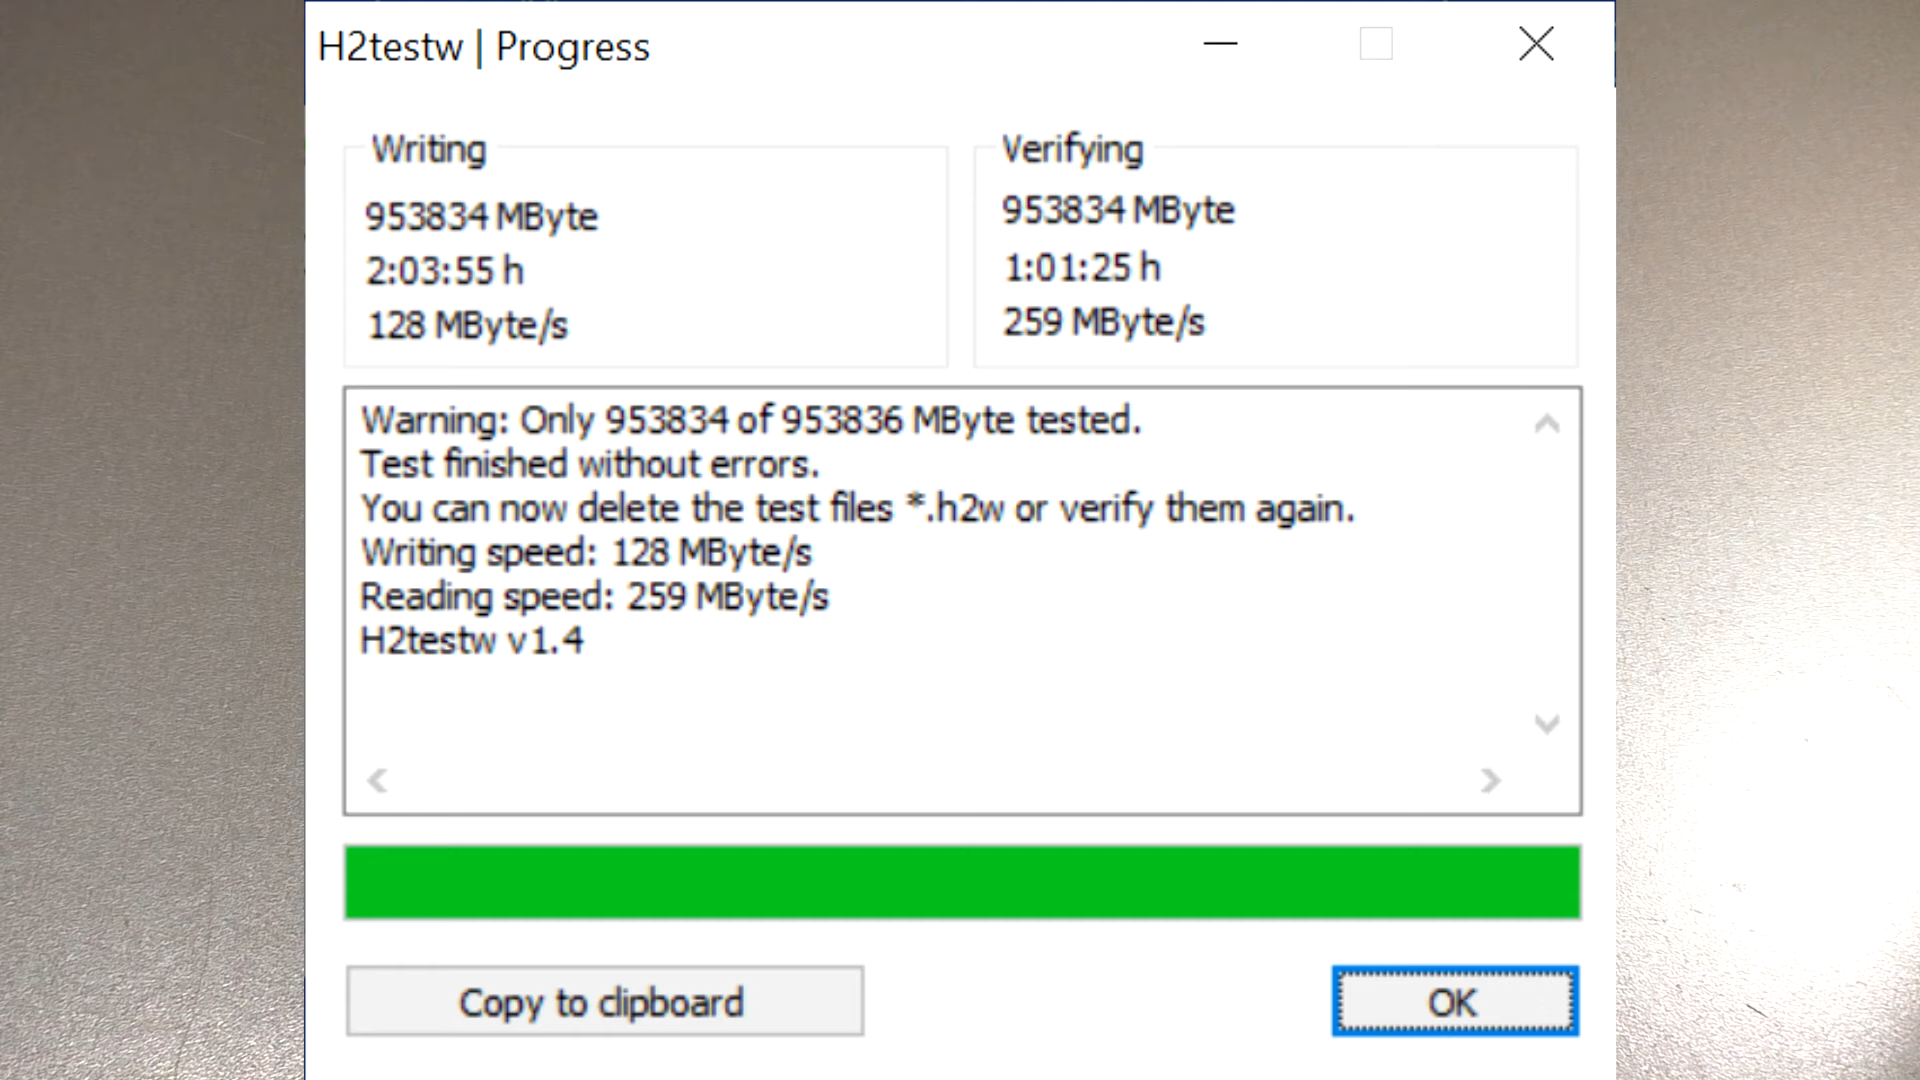 H2testw | Progress
Writing
953834 MByte
2:03:55 h
128 MByte/s
Verifying
953834 MByte
1:01:25 h
259 MByte/s
Warning: Only 953834 of 953836 MByte tested.
Test finished without errors.
You can now delete the test files *.h2w or verify them again.
Writing speed: 128 MByte/s
Reading speed: 259 MByte/s
H2testw v1.4
Copy to clipboard
OK